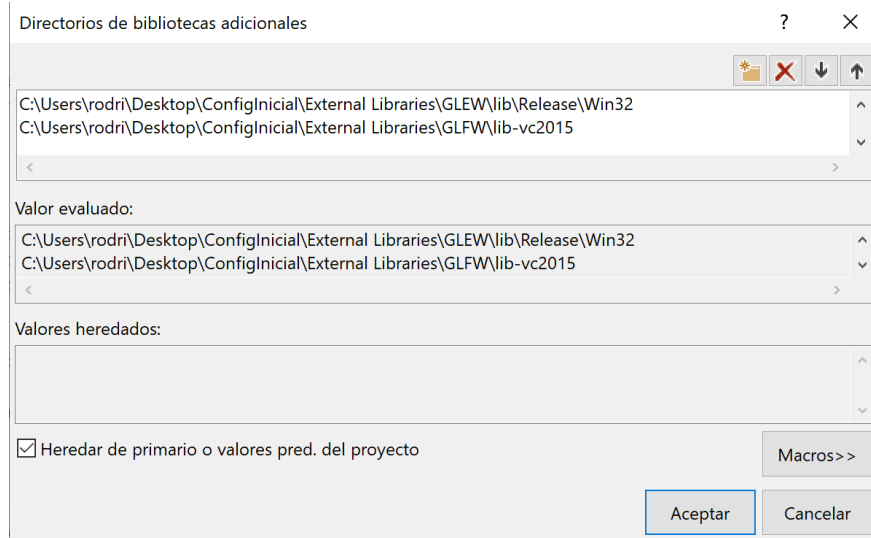 Directorios de bibliotecas adicionales
?
C:\Users\rodri\Desktop\ConfigInicial\External Libraries\GLEW\lib\Release\Win32
C:\Users\rodri\Desktop\ConfigInicial\External Libraries\GLFW\lib-vc2015
Valor evaluado:
C:\Users\rodri\Desktop\ConfigInicial\External Libraries\GLEW\lib\Release\Win32
C:\Users\rodri\Desktop\ConfigInicial\External Libraries\GLFW\lib-vc2015
Valores heredados:
Heredar de primario o valores pred. del proyecto
Macros>>
Aceptar Cancelar